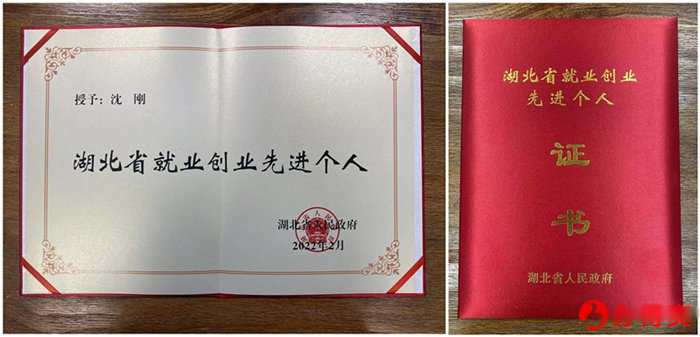 授予：沈　刚
湖北省就业创业先进个人
湖北省人民政府
2022年2月
湖北省就业创业
先进个人
证
书
湖北省人民政府